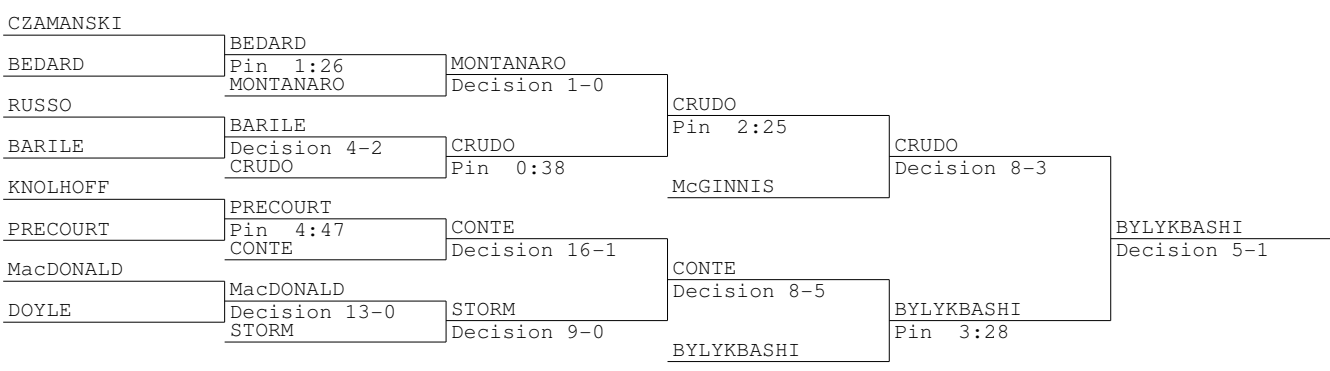 CZAMANSKI
BEDARD
BEDARD
Pin 1:26
MONTANARO
MONTANARO
Decision 1-0
RUSSO
BARILE
BARILE
Decision 4-2
CRUDO
CRUDO
Pin 0:38
CRUDO
Pin 2:25
McGINNIS
CRUDO
Decision 8-3
KNOLHOFF
PRECOURT
PRECOURT
Pin 4:47
CONTE
CONTE
Decision 16-1
MacDONALD
DOYLE
MacDONALD
Decision 13-0
STORM
STORM
Decision 9-0
CONTE
Decision 8-5
BYLYKBASHI
BYLYKBASHI
Pin 3:28
BYLYKBASHI
Decision 5-1